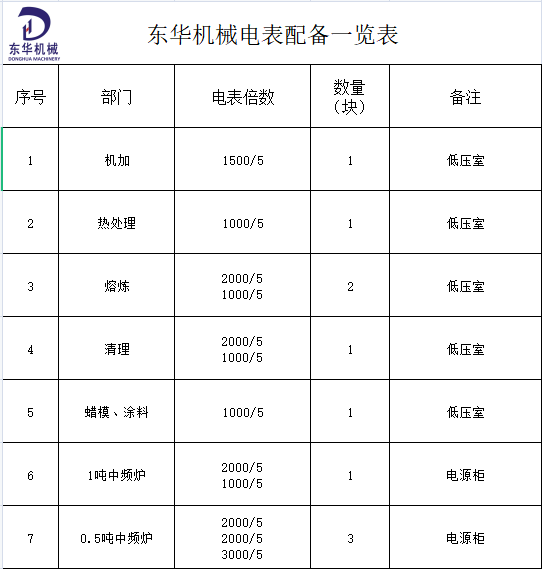 东华机械
DONGHUA MACHINERY
东华机械电表配备一览表
序号 部门 电表倍数 数量（块） 备注
1 机加 1500/5 1 低压室
2 热处理 1000/5 1 低压室
3 熔炼 2000/5 1000/5 2 低压室
4 清理 2000/5 1000/5 1 低压室
5 蜡模、涂料 1000/5 1 低压室
6 1吨中频炉 2000/5 1000/5 1 电源柜
7 0.5吨中频炉 2000/5 2000/5 3000/5 3 电源柜